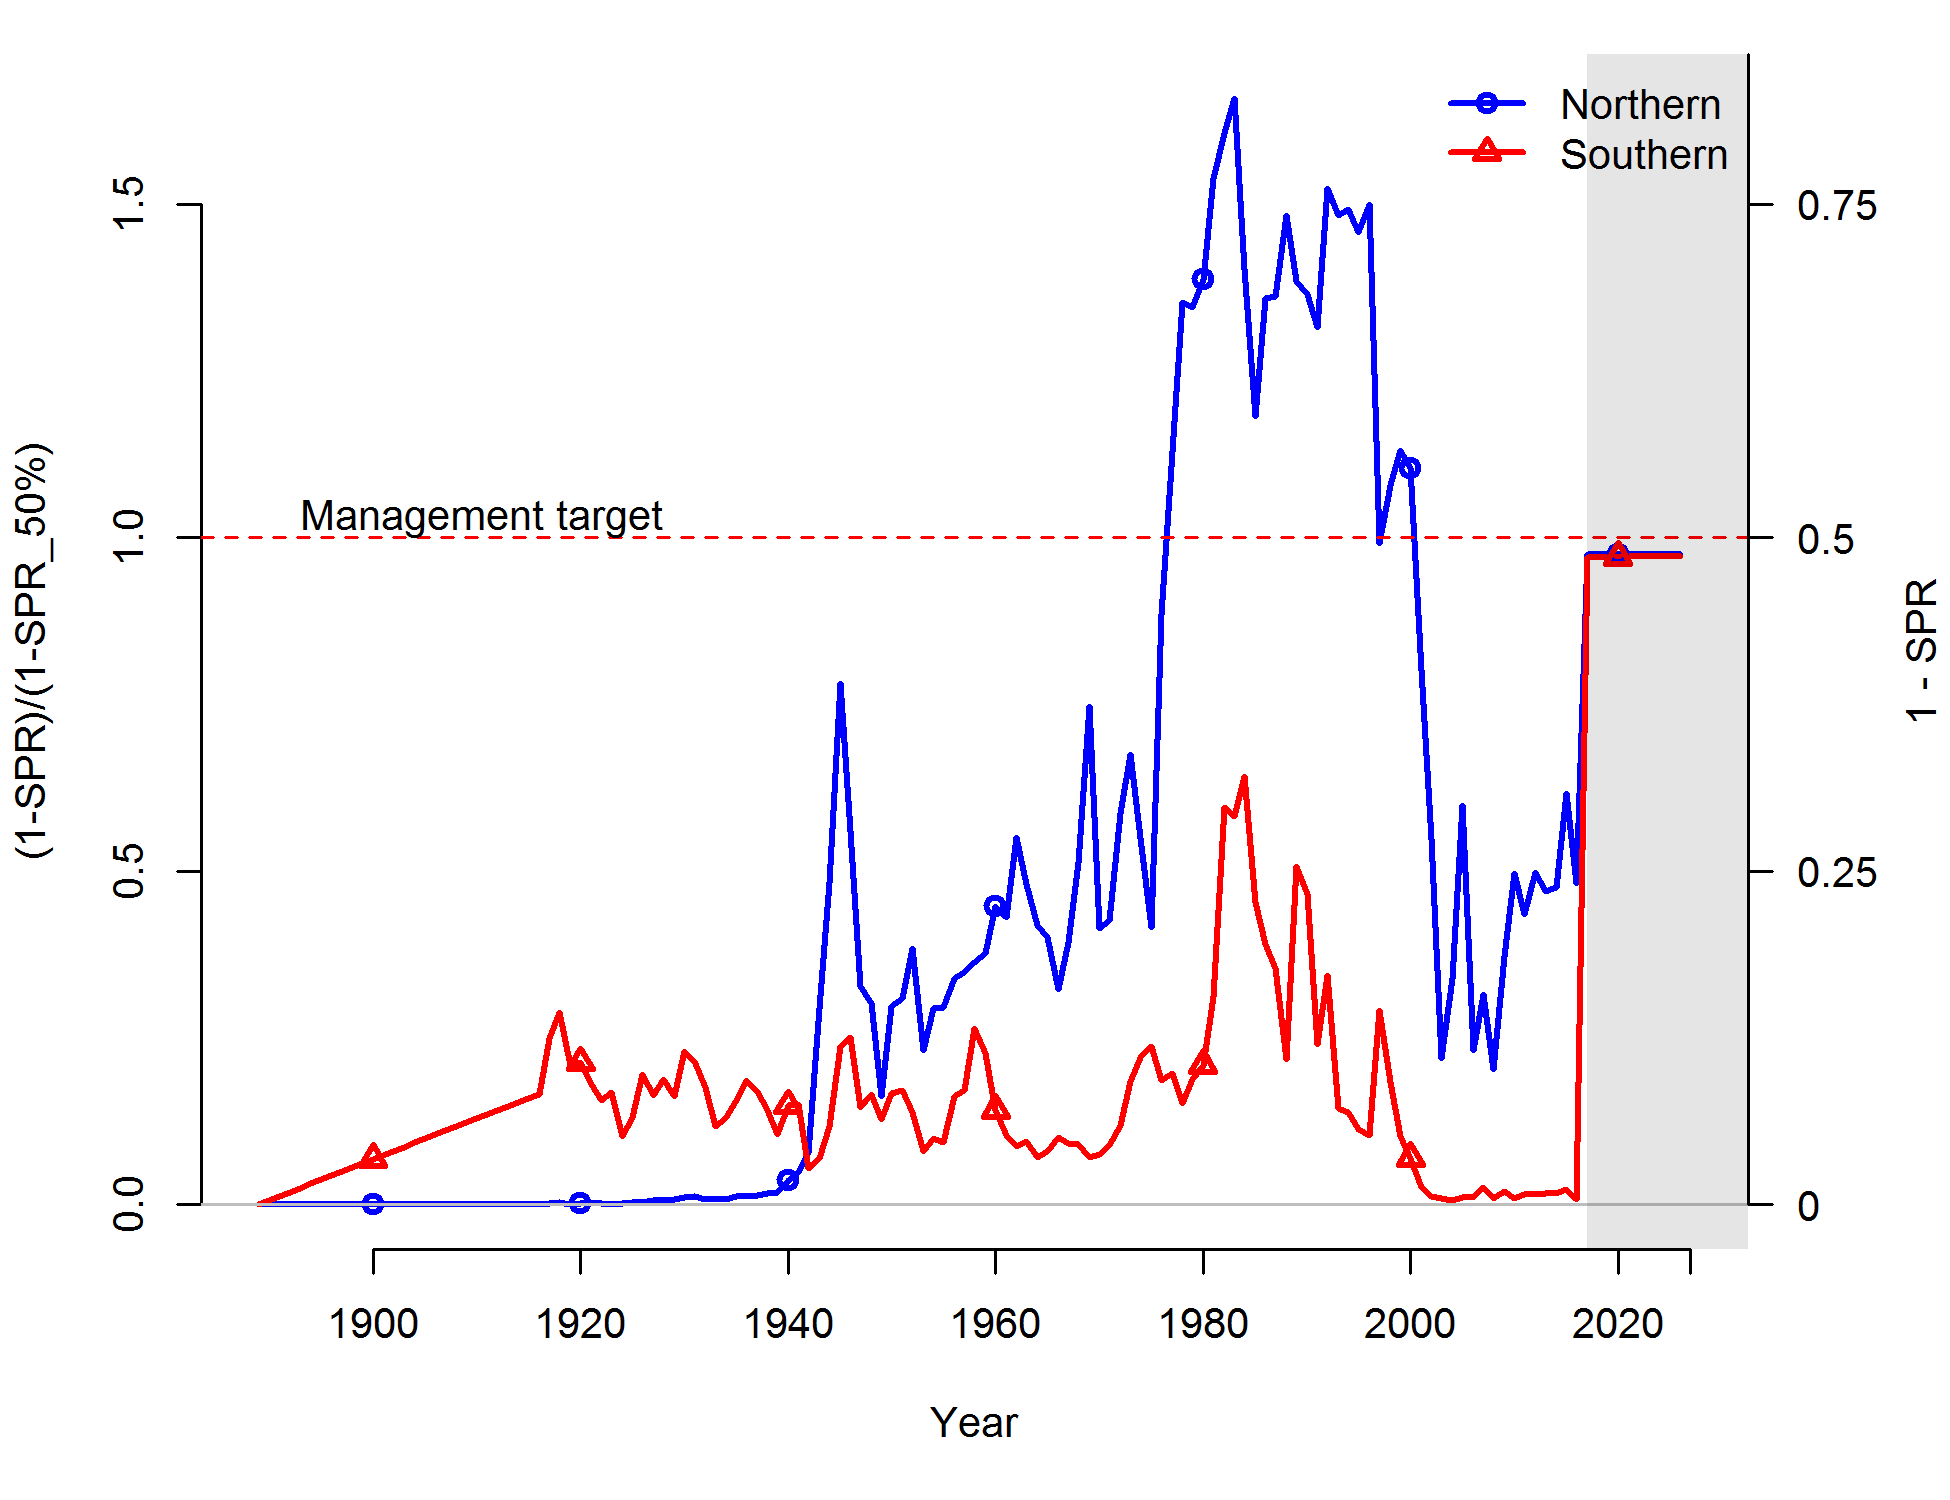 Northern
Southern
Management target
(1-SPR)/(1-SPR_50%)
1.5
1.0
0.5
0.0
0.75
0.5
0.25
0
1 - SPR
1900 1920 1940 1960 1980 2000 2020
Year